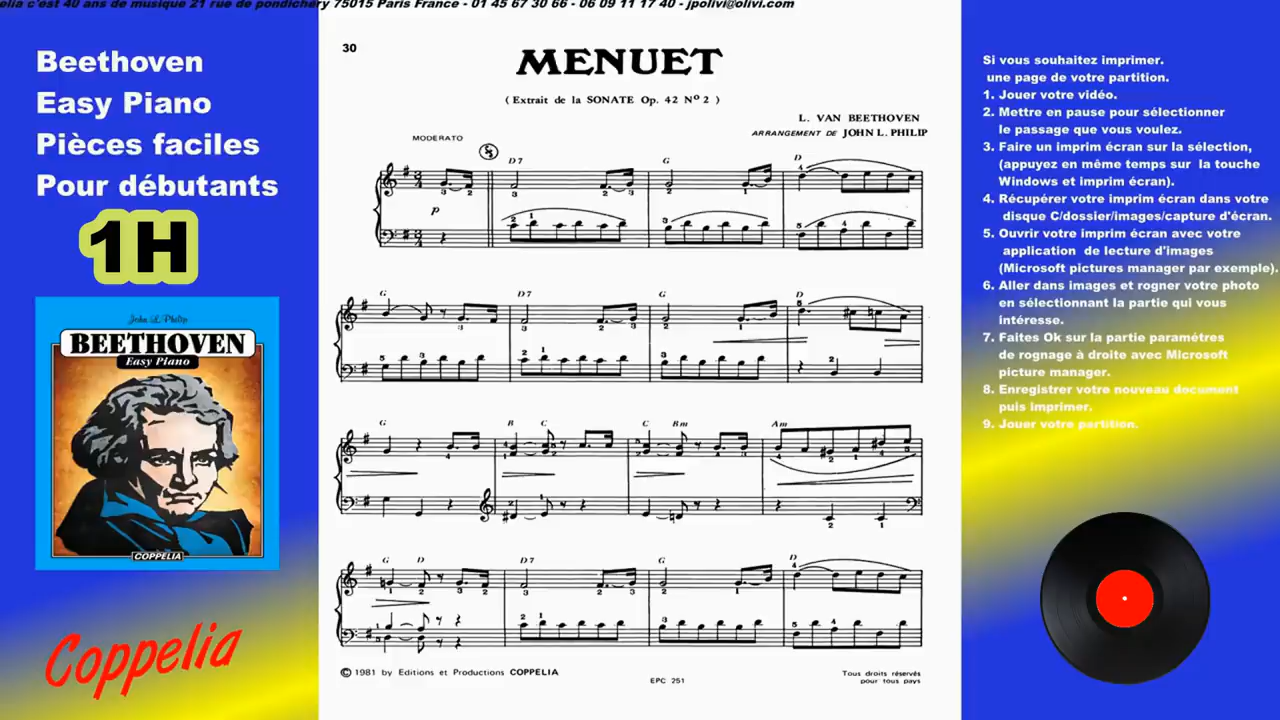 elia c'est 40 ans de musique 21 rue de pondichéry 75015 Paris France - 01 45 67 30 66 - 06 09 11 17 40 - jpolivi@olivi.com
Beethoven
Easy Piano
Pièces faciles
Pour débutants
1H
John L. Philip
BEETHOVEN
Easy Piano
COPPELIA
Coppelia
30
MENUET
( Extrait de la SONATE Op. 42 Nº 2 )
L. VAN BEETHOVEN
ARRANGEMENT DE JOHN L. PHILIP
MODERATO
D7 G D
p
G D7 G D
G B C C Bm Am
G D D7 G D
© 1981 by Editions et Productions COPPELIA
EPC 251
Tous droits réservés
pour tous pays
Si vous souhaitez imprimer.
une page de votre partition.
1. Jouer votre vidéo.
2. Mettre en pause pour sélectionner
le passage que vous voulez.
3. Faire un imprim écran sur la sélection,
(appuyez en même temps sur la touche
Windows et imprim écran).
4. Récupérer votre imprim écran dans votre
disque C/dossier/images/capture d'écran.
5. Ouvrir votre imprim écran avec votre
application de lecture d'images
(Microsoft pictures manager par exemple).
6. Aller dans images et rogner votre photo
en sélectionnant la partie qui vous
intéresse.
7. Faites Ok sur la partie paramétres
de rognage à droite avec Microsoft
picture manager.
8. Enregistrer votre nouveau document
puis imprimer.
9. Jouer votre partition.